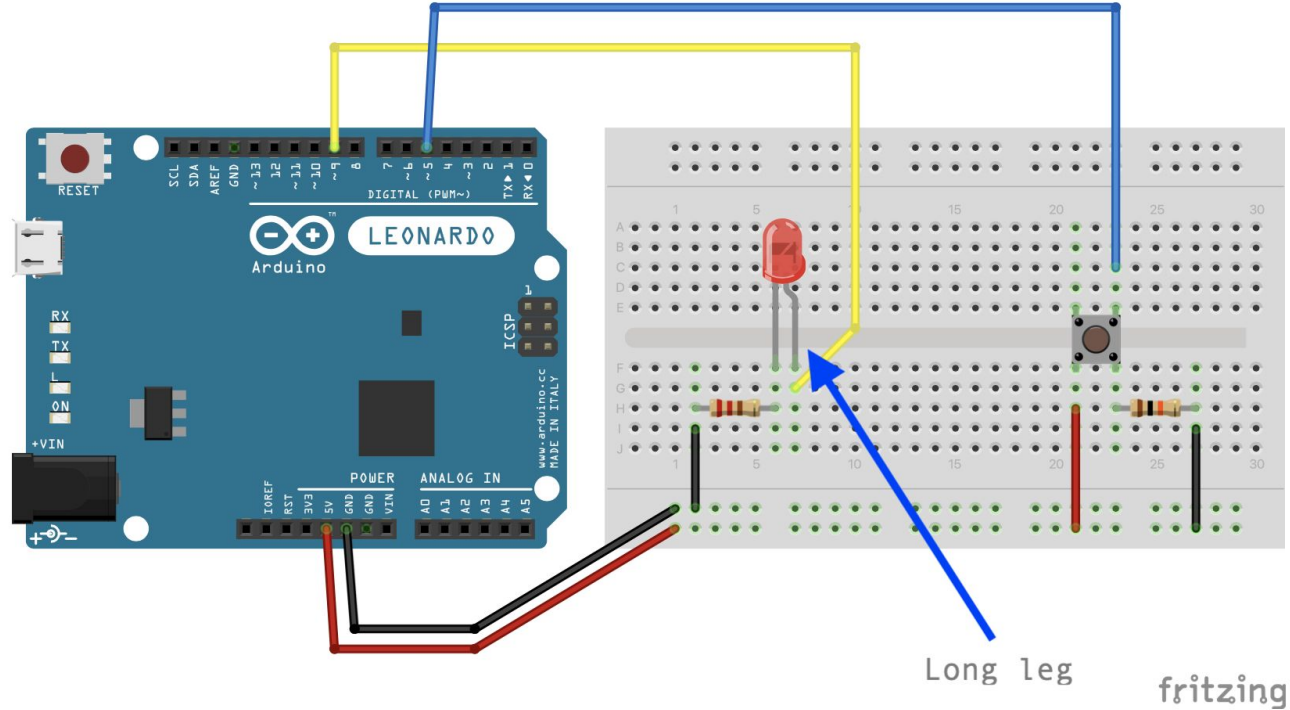 RESET
SCL
SDA
AREF
GND
~13
12
~11
~10
~9
8
7
~6
~5
4
~3
2
TX▶1
RX◀0
DIGITAL (PWM~)
TM
LEONARDO
Arduino
1
ICSP
RX
TX
L
ON
+VIN
www.arduino.cc
MADE IN ITALY
POWER
ANALOG IN
IOREF
RST
3V3
5V
GND
GND
VIN
A0
A1
A2
A3
A4
A5
1 5 10 15 20 25 30
A
B
C
D
E
F
G
H
I
J
1 5 10 15 20 25 30
Long leg
fritzing